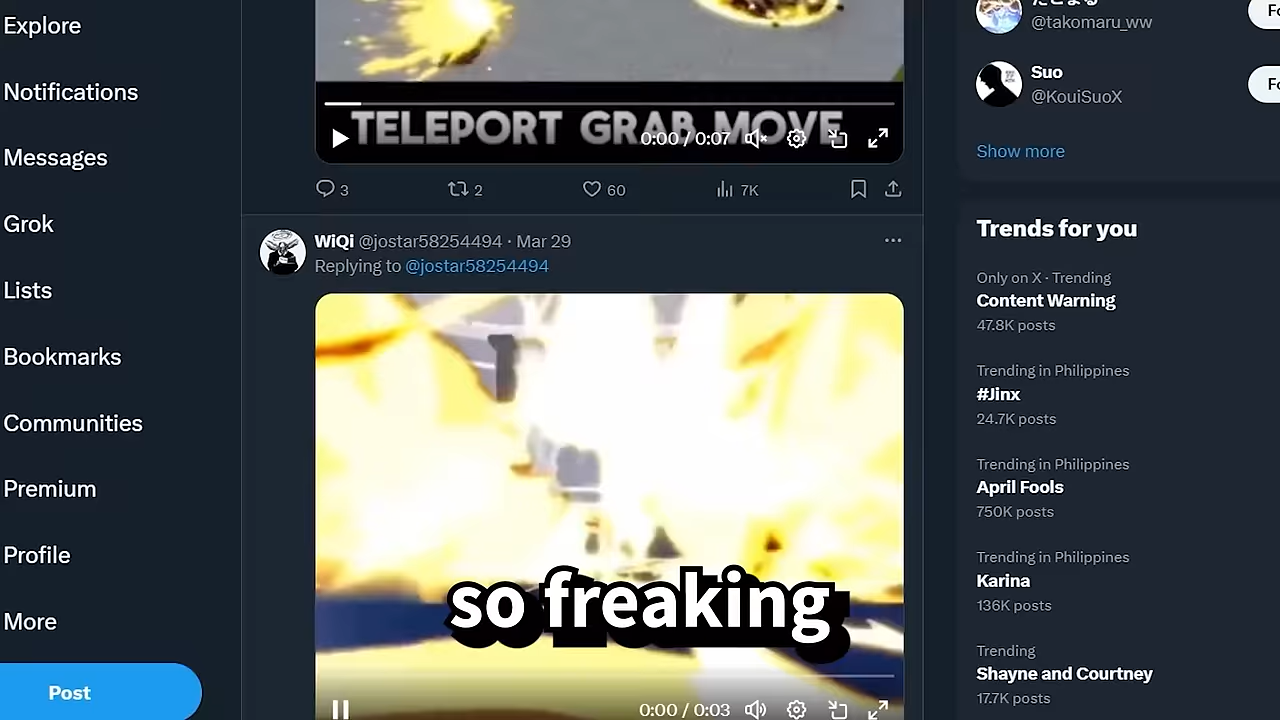 Explore
Notifications
Messages
Grok
Lists
Bookmarks
Communities
Premium
Profile
More
Post
TELEPORT GRAB MOVE
0:00 / 0:07
3
2
60
7K
WiQi @jostar58254494 · Mar 29
Replying to @jostar58254494
so freaking
0:00 / 0:03
@takomaru_ww
Suo
@KouiSuoX
Show more
Trends for you
Only on X · Trending
Content Warning
47.8K posts
Trending in Philippines
#Jinx
24.7K posts
Trending in Philippines
April Fools
750K posts
Trending in Philippines
Karina
136K posts
Trending
Shayne and Courtney
17.7K posts